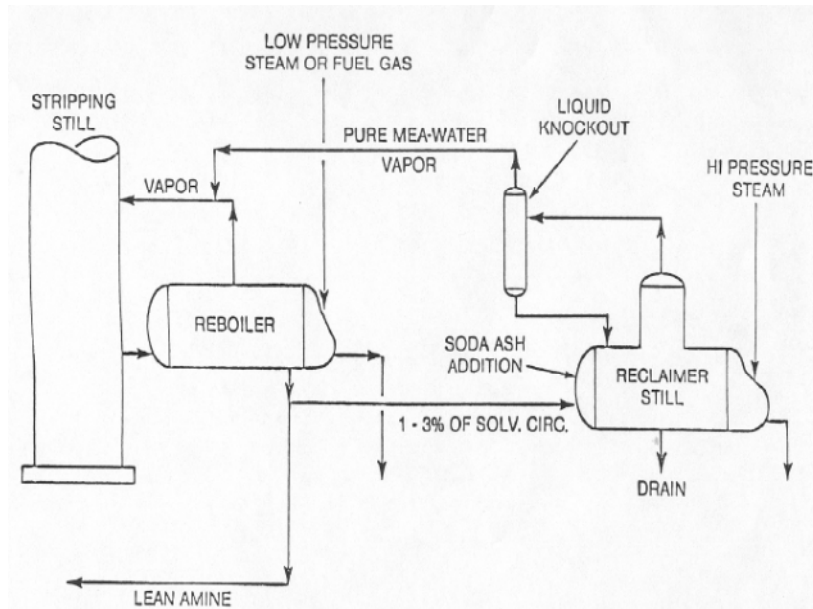 LOW PRESSURE
STEAM OR FUEL GAS
STRIPPING
STILL
LIQUID
KNOCKOUT
PURE MEA-WATER
VAPOR
HI PRESSURE
STEAM
VAPOR
REBOILER
SODA ASH
ADDITION
RECLAIMER
STILL
1 - 3% OF SOLV. CIRC.
DRAIN
LEAN AMINE